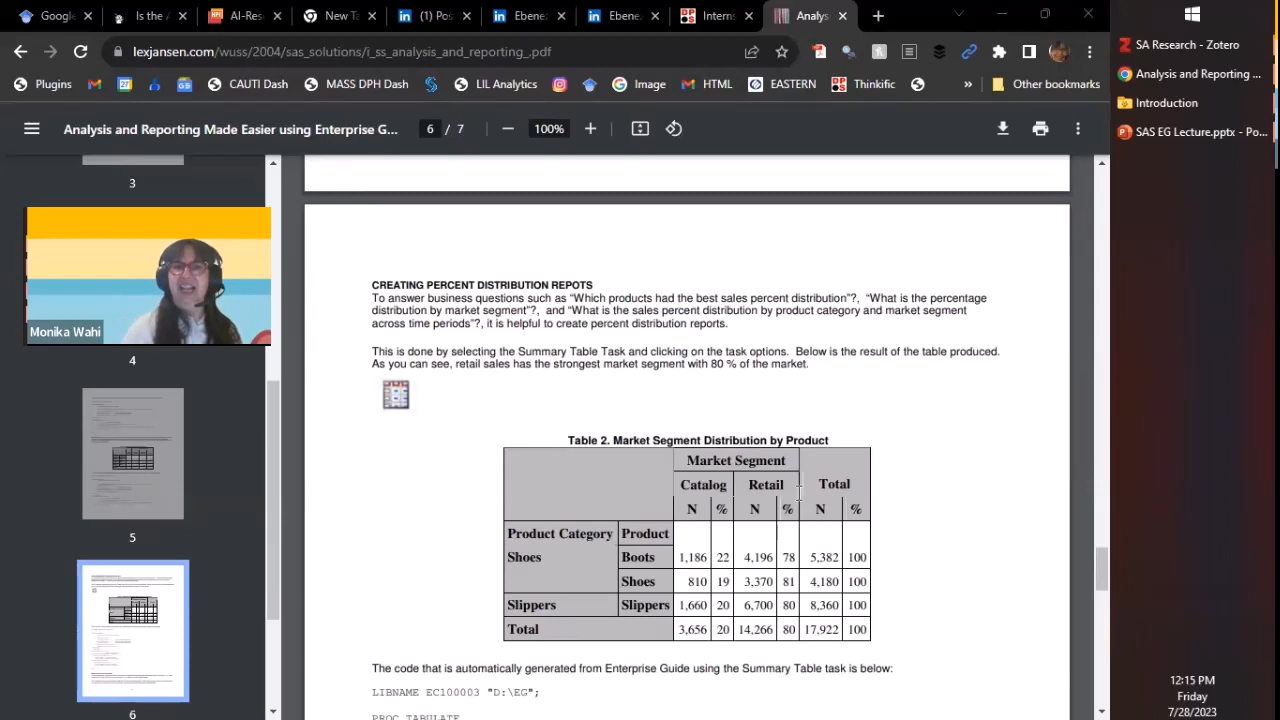 Google
Is the A
AI-Res
New Ta
(1) Pos
Ebene
Ebene.
Interns
Analys
lexjansen.com/wuss/2004/sas_solutions/i_ss_analysis_and_reporting_.pdf
Plugins
CAUTI Dash
MASS DPH Dash
LIL Analytics
Image
HTML
EASTERN
Thinkific
»
Other bookmarks
Analysis and Reporting Made Easier using Enterprise G...
6 / 7
100%
3
Monika Wahi
4
5
6
CREATING PERCENT DISTRIBUTION REPOTS
To answer business questions such as “Which products had the best sales percent distribution”?, “What is the percentage
distribution by market segment”?, and “What is the sales percent distribution by product category and market segment
across time periods”?, it is helpful to create percent distribution reports.
This is done by selecting the Summary Table Task and clicking on the task options. Below is the result of the table produced.
As you can see, retail sales has the strongest market segment with 80 % of the market.
Table 2. Market Segment Distribution by Product
Market Segment
Catalog Retail Total
N % N % N %
Product Category Product
Shoes Boots 1,186 22 4,196 78 5,382 100
Shoes 810 19 3,370 81 4,180 100
Slippers Slippers 1,660 20 6,700 80 8,360 100
Total 3,656 20 14,266 80 17,922 100
The code that is automatically generated from Enterprise Guide using the Summary Table task is below:
LIBNAME EC100003 "D:\EG";
PROC TABULATE
SA Research - Zotero
Analysis and Reporting ...
Introduction
SAS EG Lecture.pptx - Po...
12:15 PM
Friday
7/28/2023